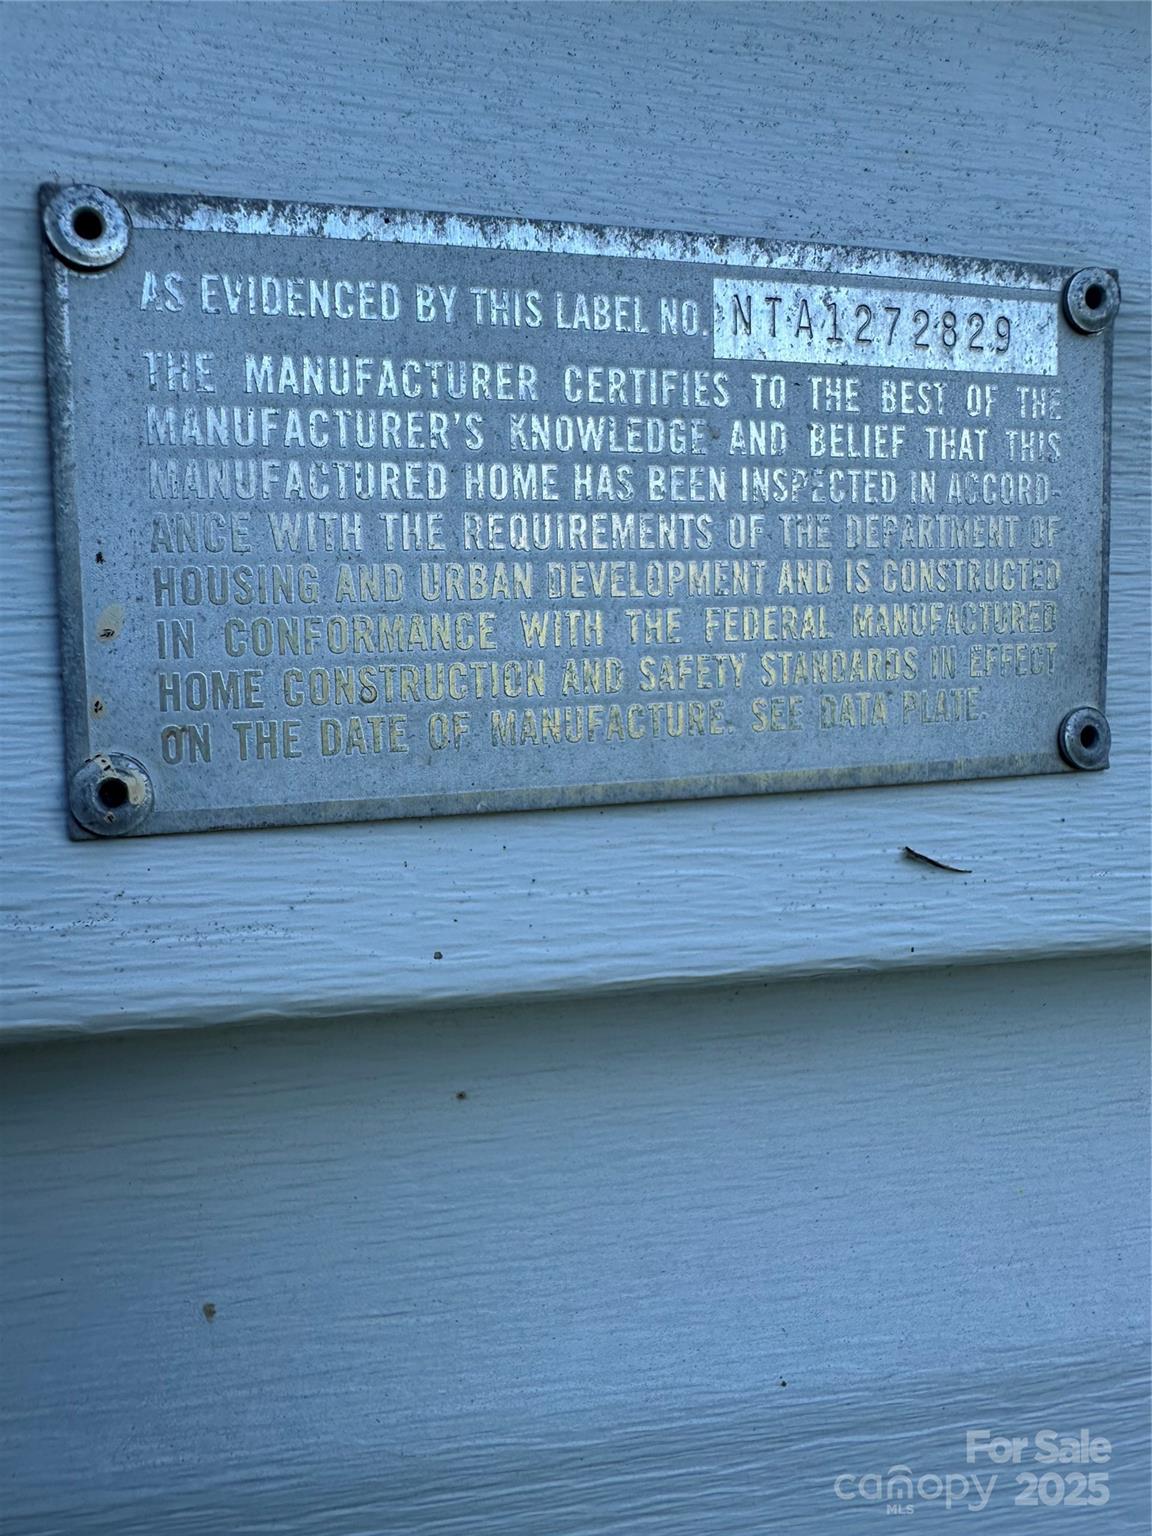 AS EVIDENCED BY THIS LABEL NO. NTA1272829
THE MANUFACTURER CERTIFIES TO THE BEST OF THE
MANUFACTURER'S KNOWLEDGE AND BELIEF THAT THIS
MANUFACTURED HOME HAS BEEN INSPECTED IN ACCORD-
ANCE WITH THE REQUIREMENTS OF THE DEPARTMENT OF
HOUSING AND URBAN DEVELOPMENT AND IS CONSTRUCTED
IN CONFORMANCE WITH THE FEDERAL MANUFACTURED
HOME CONSTRUCTION AND SAFETY STANDARDS IN EFFECT
ON THE DATE OF MANUFACTURE. SEE DATA PLATE.
For Sale
canopy 2025
MLS